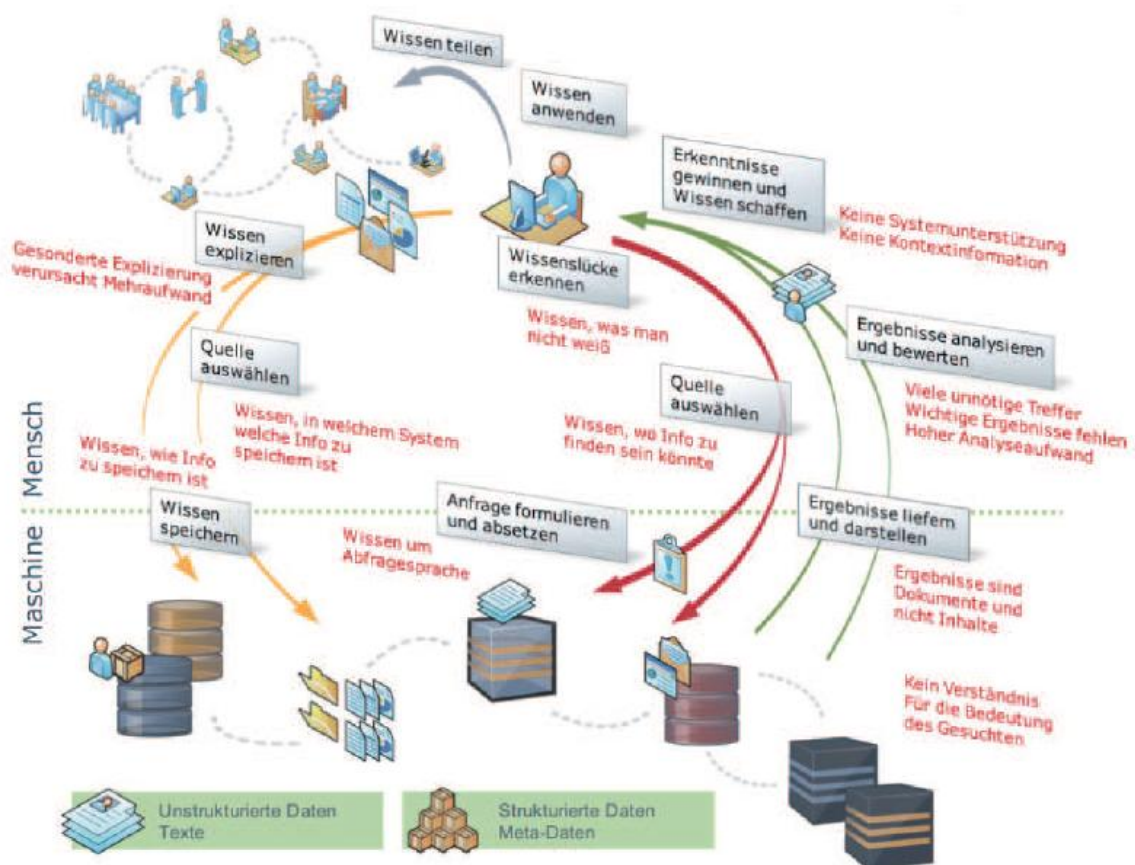 Wissen teilen
Wissen
anwenden
Erkenntnisse
gewinnen und
Wissen schaffen
Keine Systemunterstützung
Keine Kontextinformation
Wissen
explizieren
Gesonderte Explizierung
verursacht Mehraufwand
Wissenslücke
erkennen
Wissen, was man
nicht weiß
Ergebnisse analysieren
und bewerten
Viele unnötige Treffer
Wichtige Ergebnisse fehlen
Hoher Analyseaufwand
Quelle
auswählen
Wissen, in welchem System
welche Info zu
speichern ist
Quelle
auswählen
Wissen, wo Info zu
finden sein könnte
Wissen, wie Info
zu speichern ist
Mensch
Maschine
Wissen
speichern
Anfrage formulieren
und absetzen
Wissen um
Abfragesprache
Ergebnisse liefern
und darstellen
Ergebnisse sind
Dokumente und
nicht Inhalte
Kein Verständnis
Für die Bedeutung
des Gesuchten
Unstrukturierte Daten
Texte
Strukturierte Daten
Meta-Daten